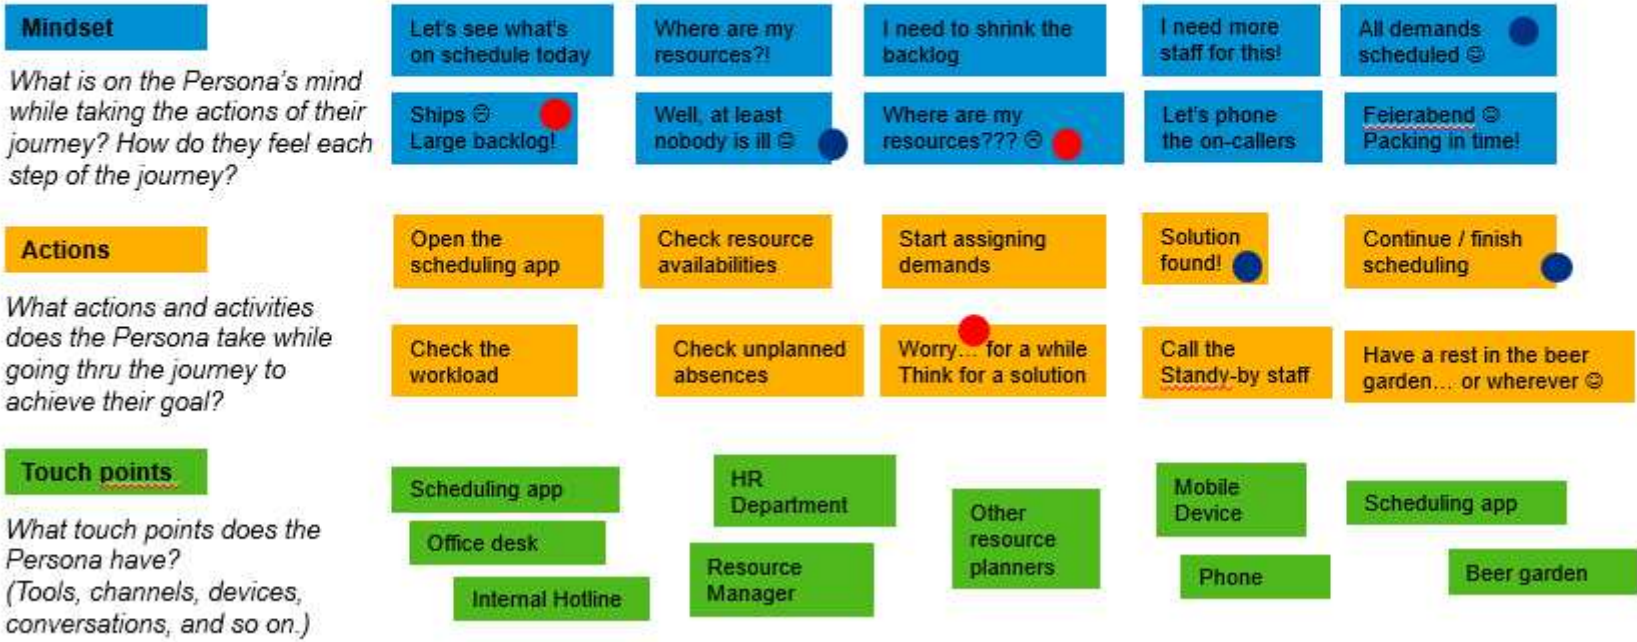 Mindset
What is on the Persona's mind
while taking the actions of their
journey? How do they feel each
step of the journey?
Let's see what's
on schedule today
Where are my
resources?!
I need to shrink the
backlog
I need more
staff for this!
All demands
scheduled ☺
Ships ☹
Large backlog!
Well, at least
nobody is ill ☺
Where are my
resources??? ☹
Let's phone
the on-callers
Feierabend ☺
Packing in time!
Actions
What actions and activities
does the Persona take while
going thru the journey to
achieve their goal?
Open the
scheduling app
Check resource
availabilities
Start assigning
demands
Solution
found!
Continue / finish
scheduling
Check the
workload
Check unplanned
absences
Worry... for a while
Think for a solution
Call the
Standy-by staff
Have a rest in the beer
garden... or wherever ☺
Touch points
What touch points does the
Persona have?
(Tools, channels, devices,
conversations, and so on.)
Scheduling app
Office desk
Internal Hotline
HR
Department
Resource
Manager
Other
resource
planners
Mobile
Device
Phone
Scheduling app
Beer garden